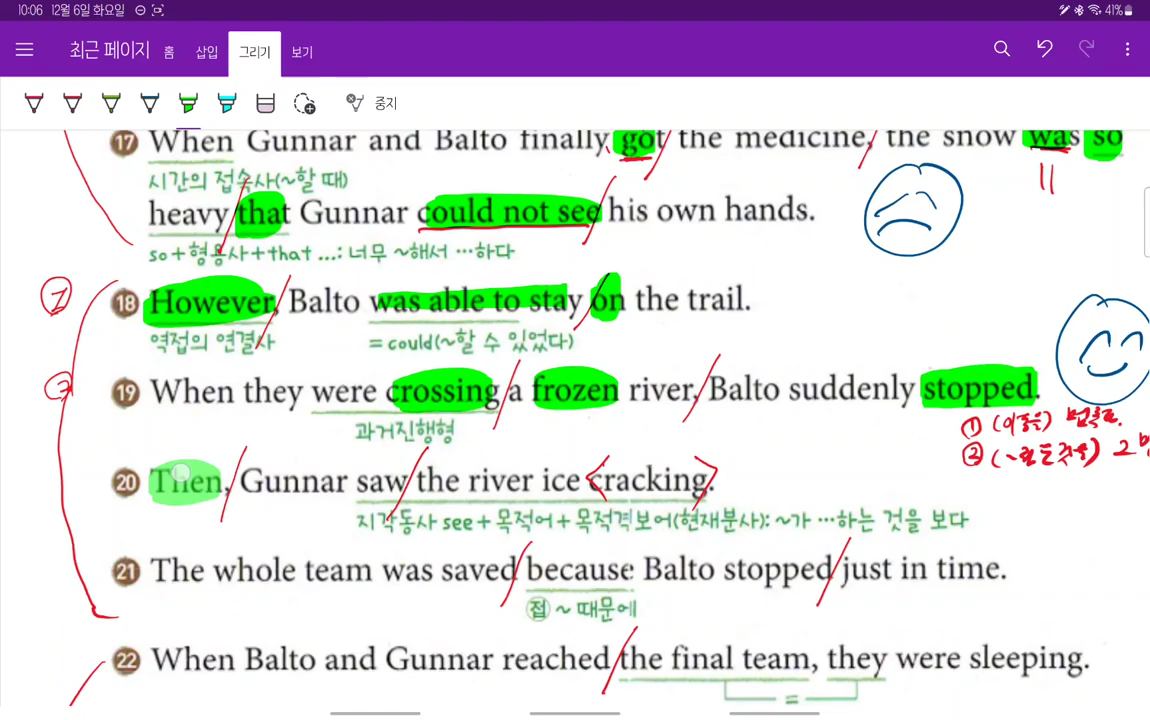 10:06 12월 6일 화요일 41%
최근 페이지 홈 삽입 그리기 보기
중지
17 When Gunnar and Balto finally got the medicine, the snow was so
시간의 접속사(~할 때)
heavy that Gunnar could not see his own hands.
so+형용사+that …: 너무 ~해서 …하다
① 18 However, Balto was able to stay on the trail.
역접의 연결사 = could(~할 수 있었다)
19 When they were crossing a frozen river, Balto suddenly stopped.
과거진행형
①
②
20 Then, Gunnar saw the river ice <cracking>.
지각동사 see+목적어+목적격보어(현재분사): ~가 …하는 것을 보다
21 The whole team was saved because Balto stopped just in time.
접 ~ 때문에
22 When Balto and Gunnar reached the final team, they were sleeping.
=